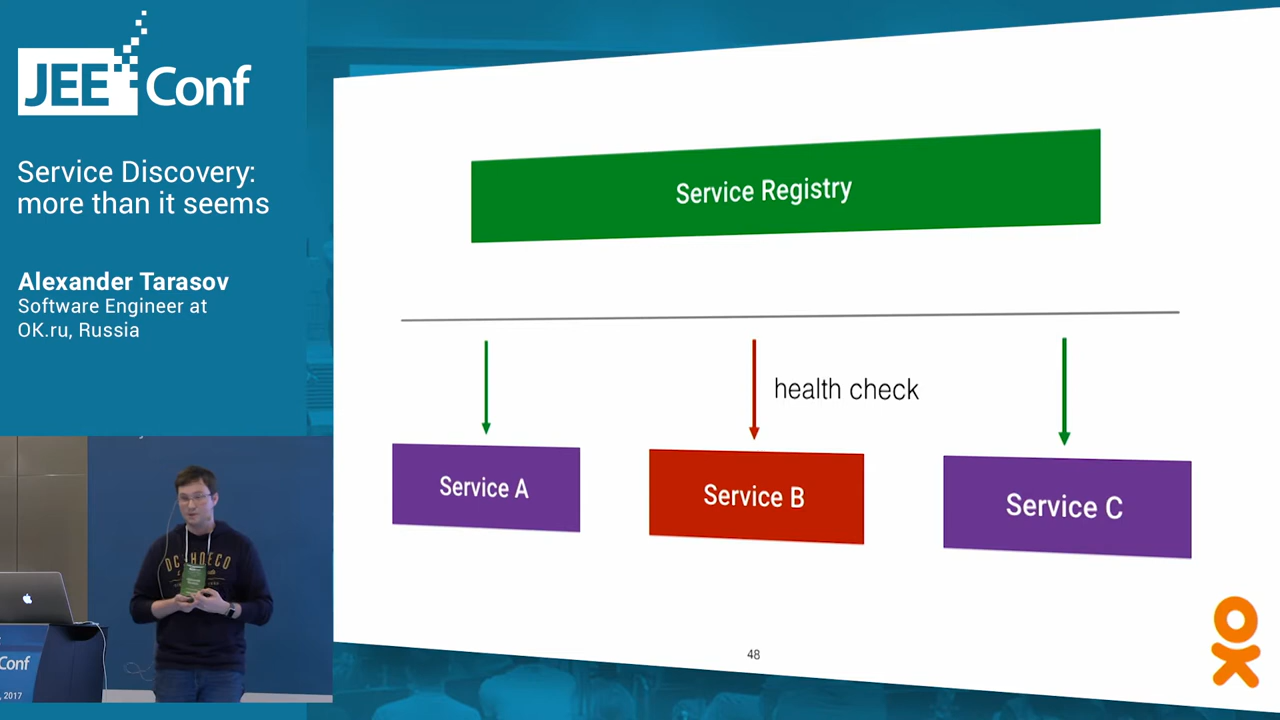 JEE Conf
Service Discovery:
more than it seems
Alexander Tarasov
Software Engineer at
OK.ru, Russia
Service Registry
health check
Service A
Service B
Service C
48
Conf
, 2017